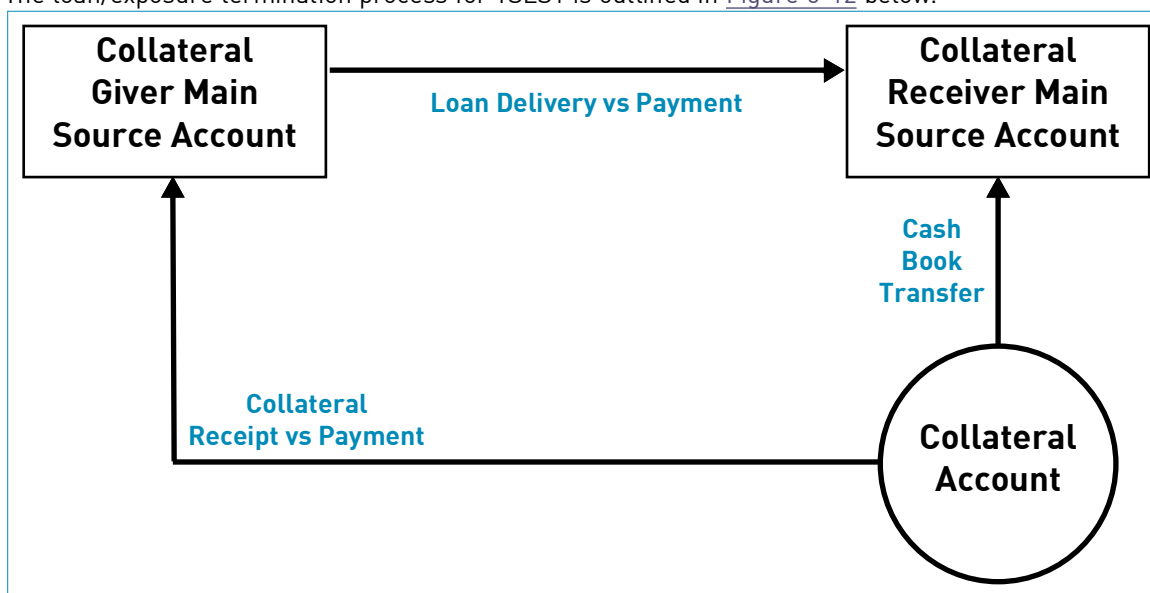 Collateral
Giver Main
Source Account
Collateral
Receiver Main
Source Account
Loan Delivery vs Payment
Cash
Book
Transfer
Collateral
Receipt vs Payment
Collateral
Account